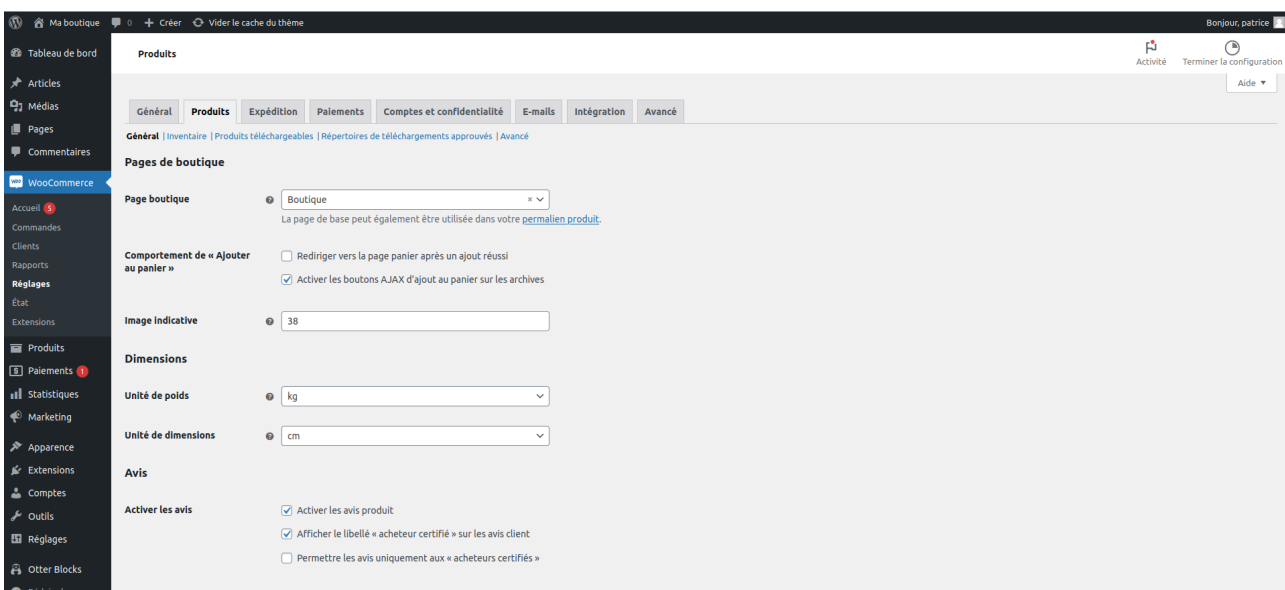 Ma boutique 0 Créer Vider le cache du thème Bonjour, patrice
Tableau de bord
Articles
Médias
Pages
Commentaires
WooCommerce
Accueil 5
Commandes
Clients
Rapports
Réglages
État
Extensions
Produits
Paiements 1
Statistiques
Marketing
Apparence
Extensions
Comptes
Outils
Réglages
Otter Blocks
Produits
Activité Terminer la configuration
Aide
Général Produits Expédition Paiements Comptes et confidentialité E-mails Intégration Avancé
Général | Inventaire | Produits téléchargeables | Répertoires de téléchargements approuvés | Avancé
Pages de boutique
Page boutique Boutique
La page de base peut également être utilisée dans votre permalien produit.
Comportement de « Ajouter
au panier »
Rediriger vers la page panier après un ajout réussi
Activer les boutons AJAX d'ajout au panier sur les archives
Image indicative 38
Dimensions
Unité de poids kg
Unité de dimensions cm
Avis
Activer les avis Activer les avis produit
Afficher le libellé « acheteur certifié » sur les avis client
Permettre les avis uniquement aux « acheteurs certifiés »